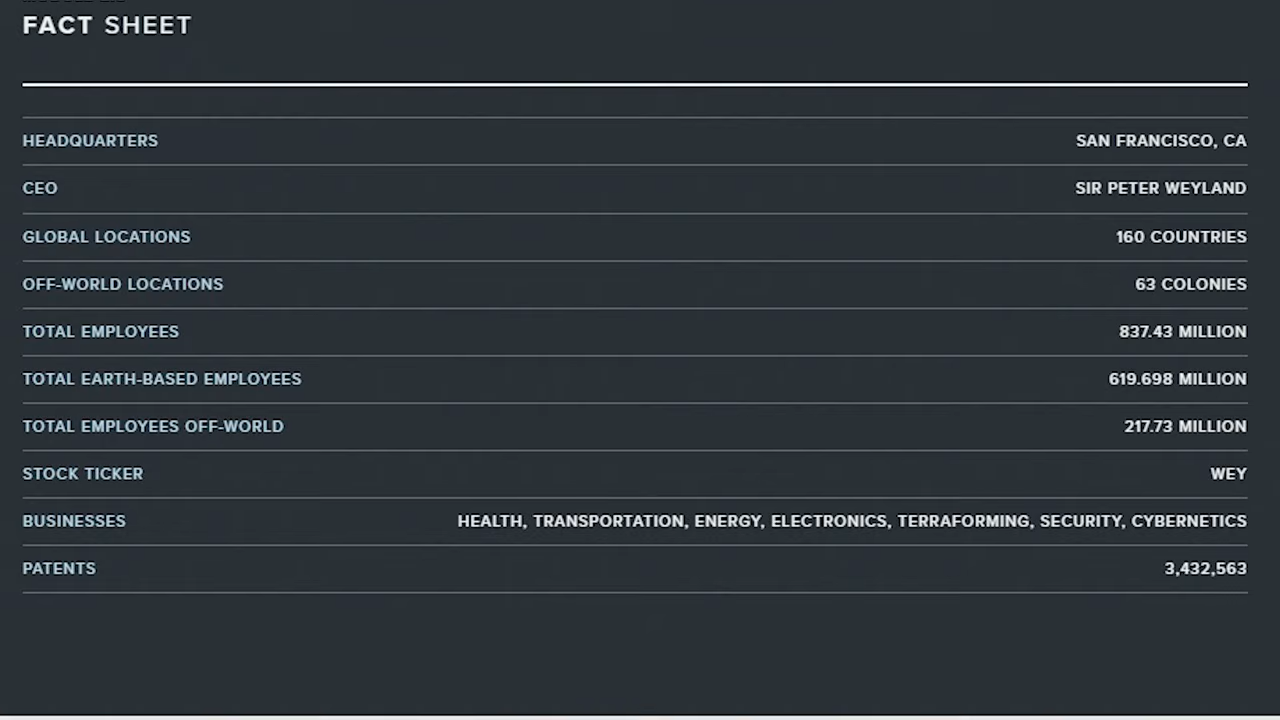 FACT SHEET
HEADQUARTERS SAN FRANCISCO, CA
CEO SIR PETER WEYLAND
GLOBAL LOCATIONS 160 COUNTRIES
OFF-WORLD LOCATIONS 63 COLONIES
TOTAL EMPLOYEES 837.43 MILLION
TOTAL EARTH-BASED EMPLOYEES 619.698 MILLION
TOTAL EMPLOYEES OFF-WORLD 217.73 MILLION
STOCK TICKER WEY
BUSINESSES HEALTH, TRANSPORTATION, ENERGY, ELECTRONICS, TERRAFORMING, SECURITY, CYBERNETICS
PATENTS 3,432,563